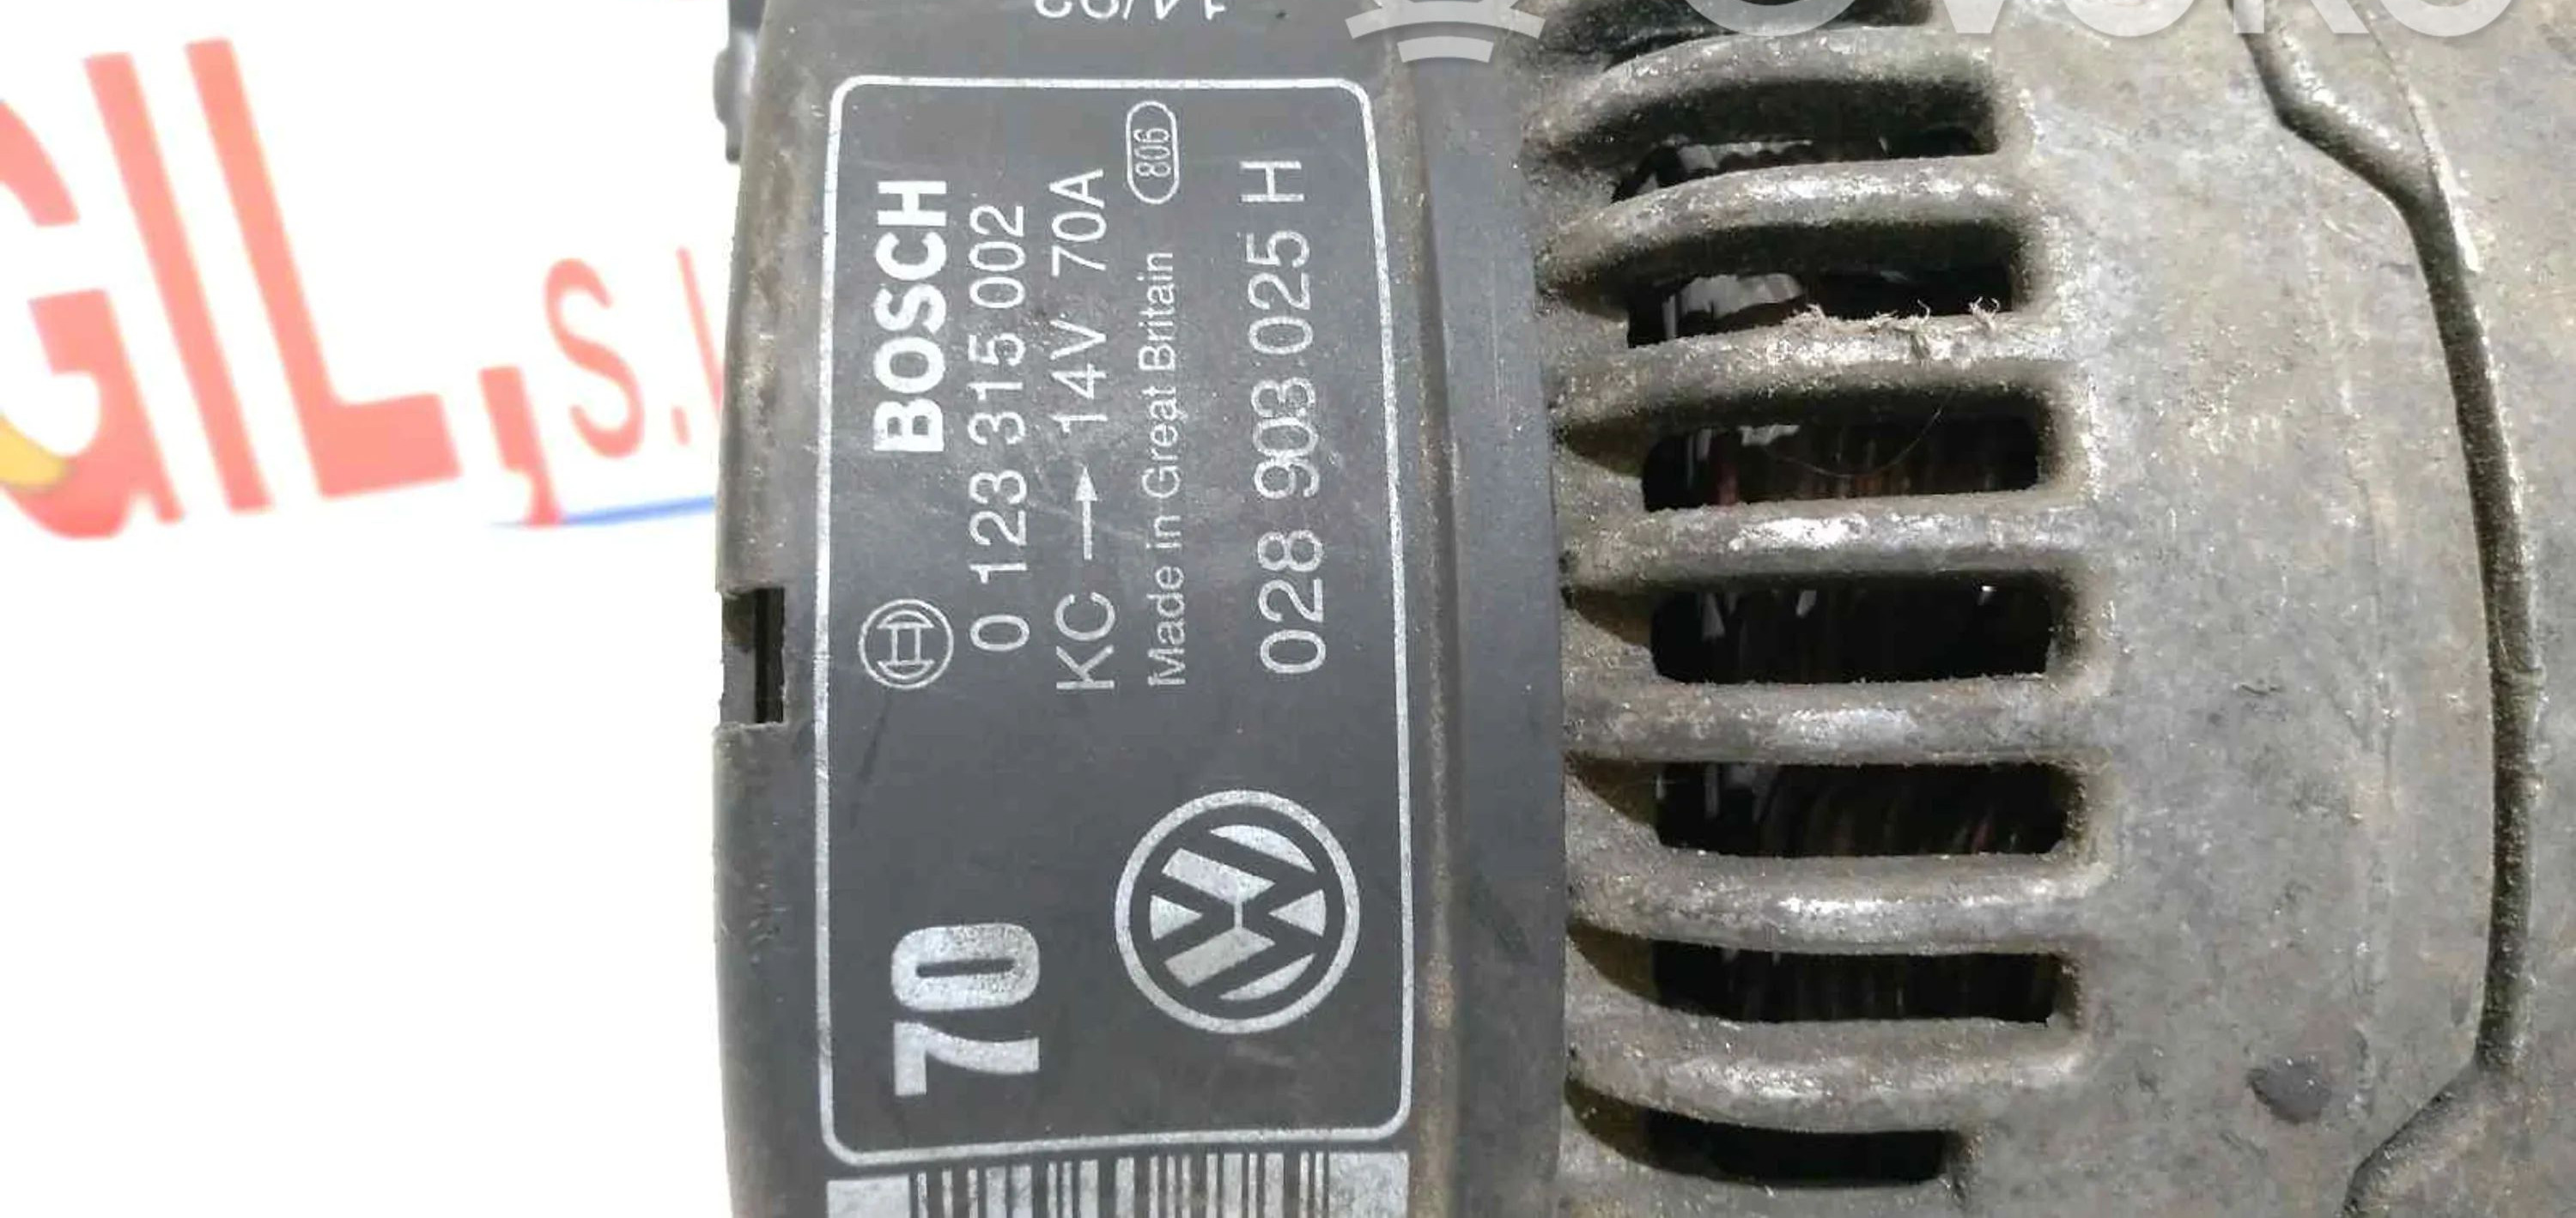 BOSCH
0 123 315 002
KC → 14V 70A
Made in Great Britain 806
028 903 025 H
70
GIL, S.